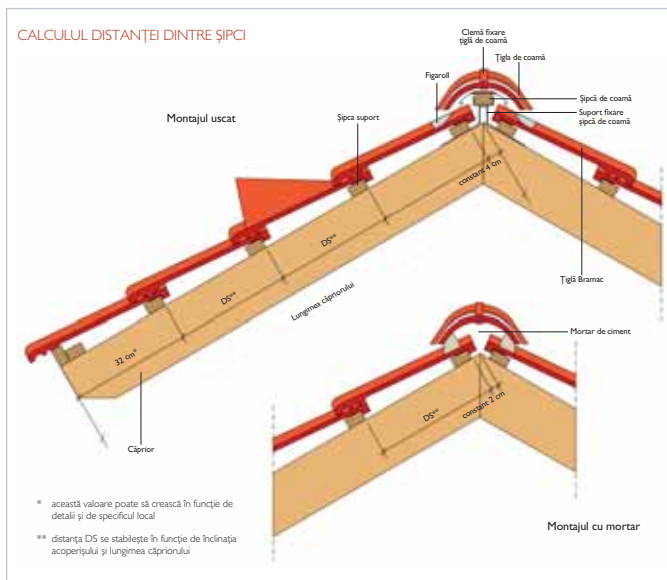 CALCULUL DISTANȚEI DINTRE ȘIPCI
Clemă fixare
țiglă de coamă
Țigla de coamă
Figaroll
Șipcă de coamă
Suport fixare
șipcă de coamă
Montajul uscat
Șipca suport
constant 4 cm
DS**
DS**
Lungimea căpriorului
Țiglă Bramac
32 cm*
Căprior
Mortar de ciment
DS**
constant 2 cm
* această valoare poate să crească în funcție de
detalii și de specificul local
** distanța DS se stabilește în funcție de înclinația
acoperișului și lungimea căpriorului
Montajul cu mortar